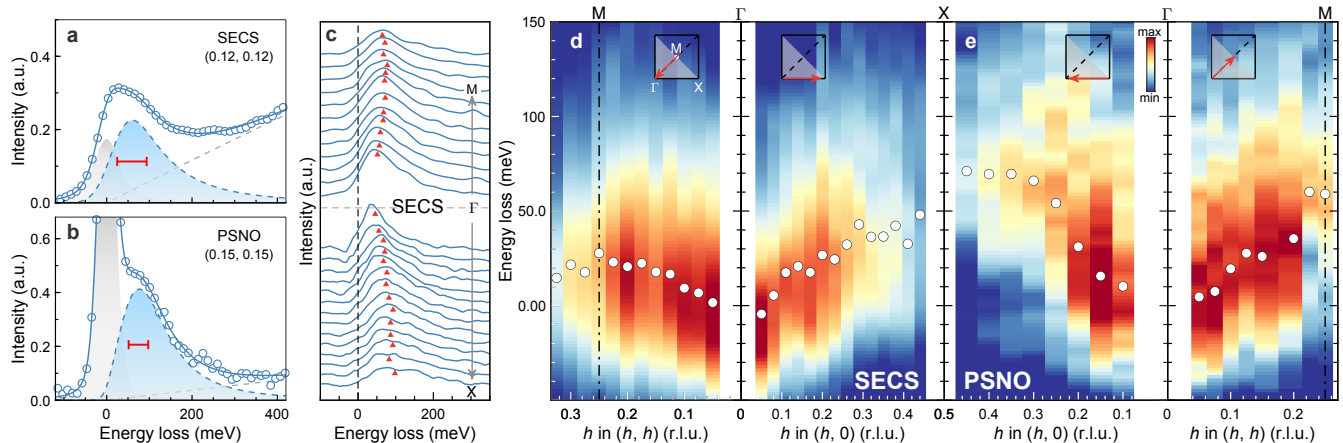 a
SECS
(0.12, 0.12)
0.4
0.2
0.0
Intensity (a.u.)
b
PSNO
(0.15, 0.15)
0.6
0.4
0.2
0.0
Intensity (a.u.)
0
200
400
Energy loss (meV)
c
M
SECS
Γ
X
Intensity (a.u.)
0
200
Energy loss (meV)
M
Γ
X
Γ
M
150
100
50.0
0.00
Energy loss (meV)
d
M
Γ
X
SECS
0.3
0.2
0.1
0
0.1
0.2
0.3
0.4
0.5
h in (h, h) (r.l.u.)
h in (h, 0) (r.l.u.)
e
max
min
PSNO
0.4
0.3
0.2
0.1
0
0.1
0.2
h in (h, 0) (r.l.u.)
h in (h, h) (r.l.u.)